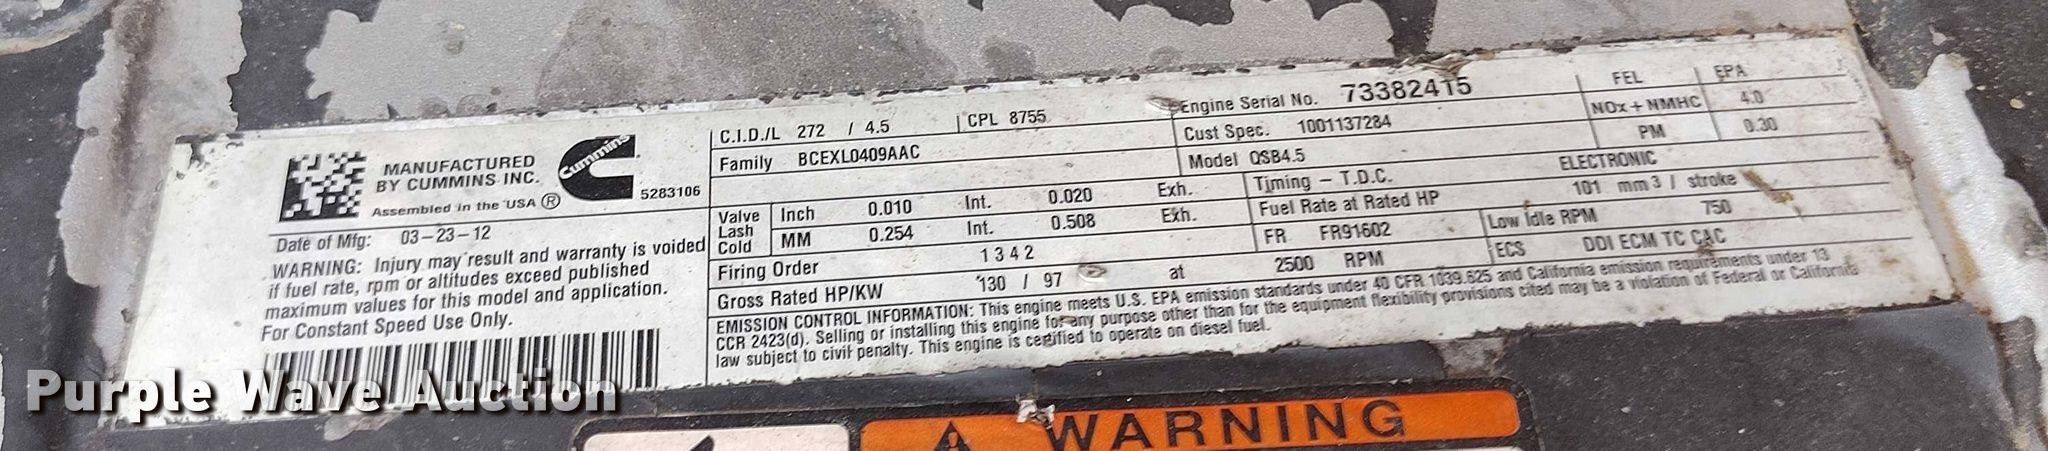 MANUFACTURED
BY CUMMINS INC.
Assembled in the USA ®
Cummins
5283106
Date of Mfg: 03-23-12
WARNING: Injury may result and warranty is voided
if fuel rate, rpm or altitudes exceed published
maximum values for this model and application.
For Constant Speed Use Only.
C.I.D./L 272 / 4.5 CPL 8755
Family BCEXL0409AAC
Engine Serial No. 73382415
Cust Spec. 1001137284
Model QSB4.5
FEL EPA
NOx + NMHC 4.0
PM 0.30
Valve Lash Cold
Inch 0.010 Int. 0.020 Exh.
MM 0.254 Int. 0.508 Exh.
Timing – T.D.C. ELECTRONIC
Fuel Rate at Rated HP 101 mm3 / stroke
FR FR91602 Low Idle RPM 750
Firing Order 1 3 4 2
ECS DDI ECM TC CAC
Gross Rated HP/KW 130 / 97 at 2500 RPM
EMISSION CONTROL INFORMATION: This engine meets U.S. EPA emission standards under 40 CFR 1039.625 and California emission requirements under 13
CCR 2423(d). Selling or installing this engine for any purpose other than for the equipment flexibility provisions cited may be a violation of Federal or California
law subject to civil penalty. This engine is certified to operate on diesel fuel.
Purple Wave Auction
WARNING